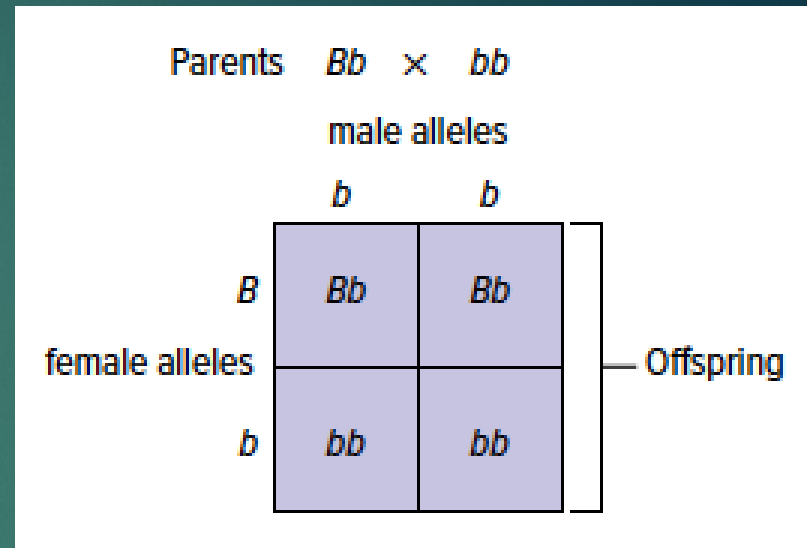 Parents Bb × bb
male alleles
b b
B Bb Bb
female alleles
Offspring
b bb bb